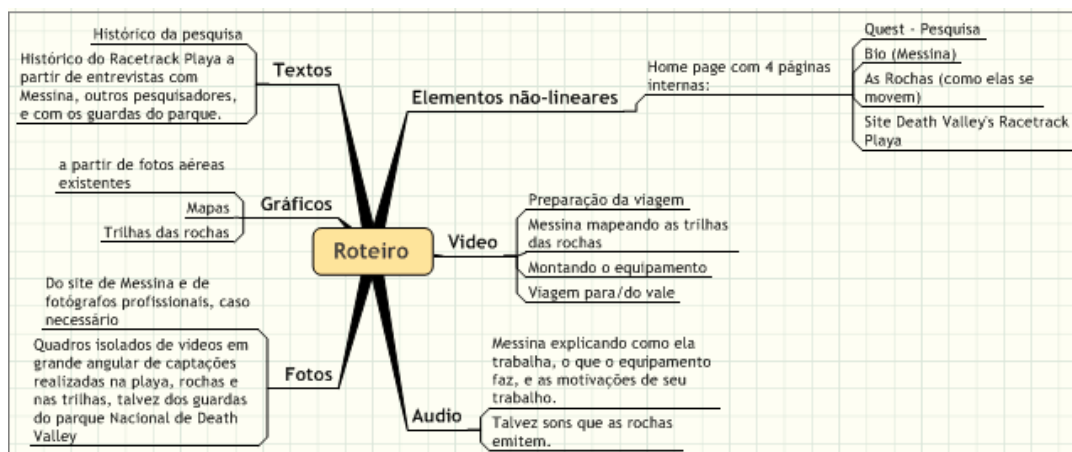 Roteiro
Textos
Histórico da pesquisa
Histórico do Racetrack Playa a
partir de entrevistas com
Messina, outros pesquisadores,
e com os guardas do parque.
Gráficos
a partir de fotos aéreas
existentes
Mapas
Trilhas das rochas
Fotos
Do site de Messina e de
fotógrafos profissionais, caso
necessário
Quadros isolados de videos em
grande angular de captações
realizadas na playa, rochas e
nas trilhas, talvez dos guardas
do parque Nacional de Death
Valley
Elementos não-lineares
Home page com 4 páginas
internas:
Quest - Pesquisa
Bio (Messina)
As Rochas (como elas se
movem)
Site Death Valley's Racetrack
Playa
Video
Preparação da viagem
Messina mapeando as trilhas
das rochas
Montando o equipamento
Viagem para/do vale
Audio
Messina explicando como ela
trabalha, o que o equipamento
faz, e as motivações de seu
trabalho.
Talvez sons que as rochas
emitem.